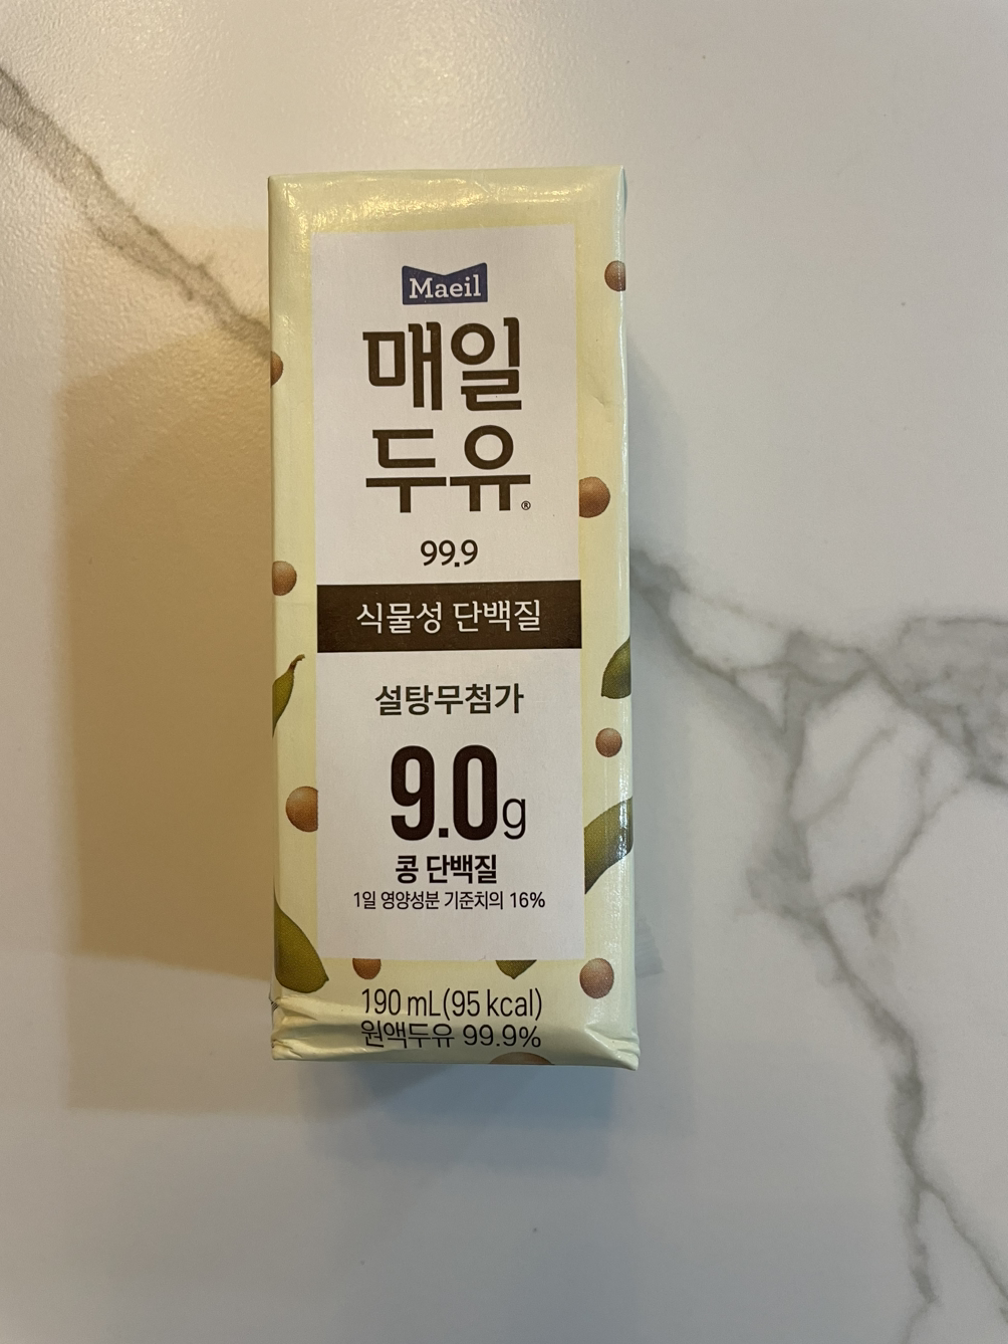 Maeil
매일
두유®
99.9
식물성 단백질
설탕무첨가
9.0g
콩 단백질
1일 영양성분 기준치의 16%
190 mL(95 kcal)
원액두유 99.9%